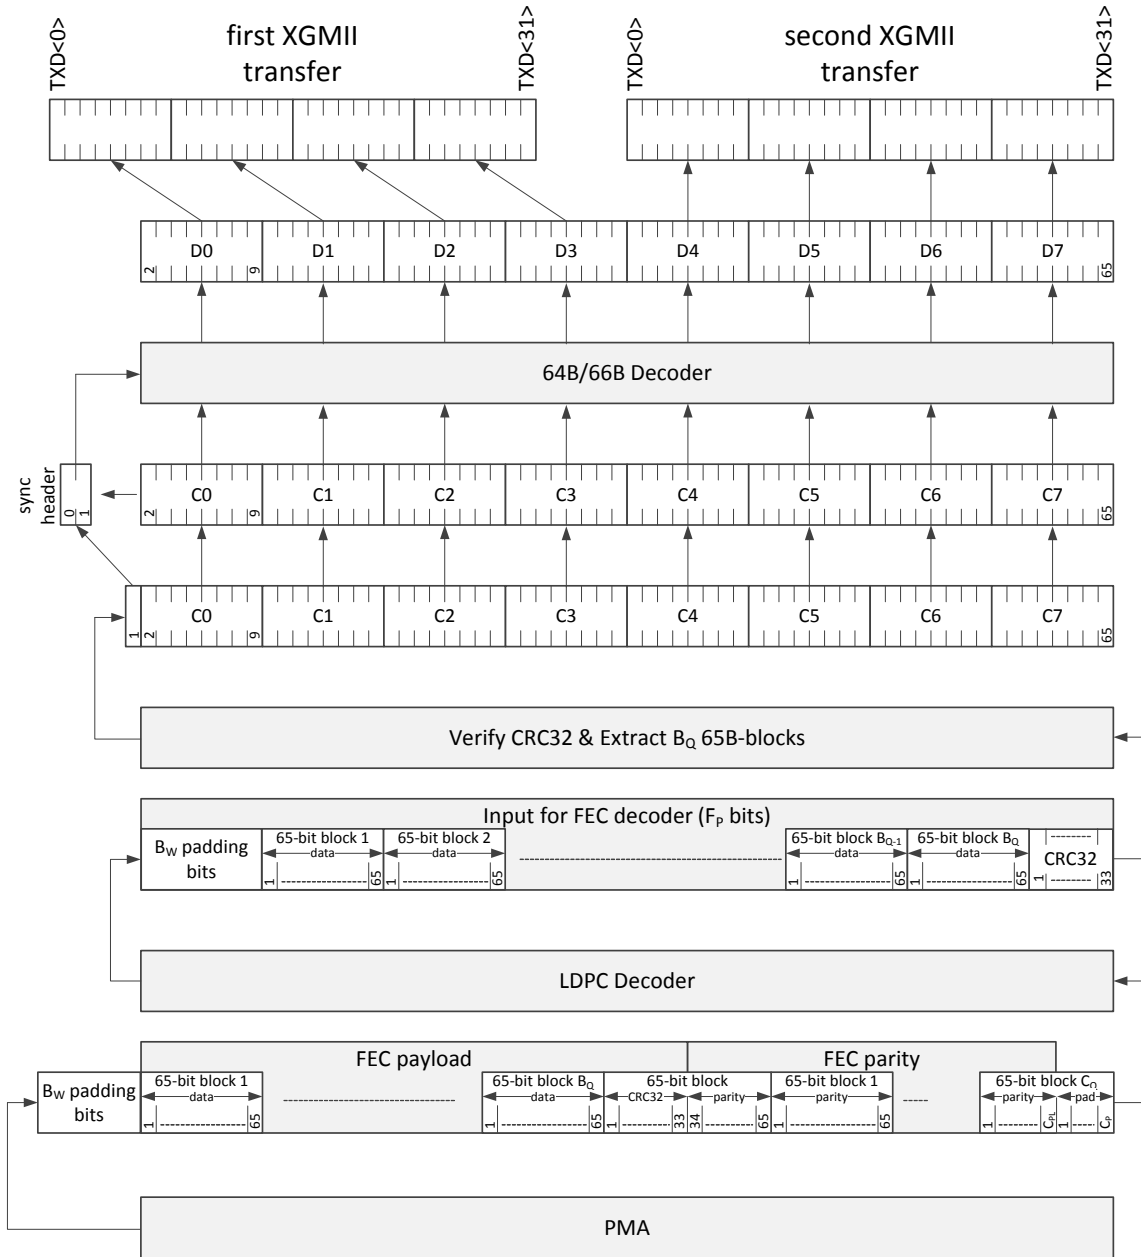 TXD<0>
first XGMII
transfer
TXD<31>
TXD<0>
second XGMII
transfer
TXD<31>
D0 D1 D2 D3 D4 D5 D6 D7
2 9 65
64B/66B Decoder
sync
header
0
1
C0 C1 C2 C3 C4 C5 C6 C7
2 9 65
C0 C1 C2 C3 C4 C5 C6 C7
1 2 9 65
Verify CRC32 & Extract BQ 65B-blocks
Input for FEC decoder (FP bits)
BW padding
bits
65-bit block 1
data
1 65
65-bit block 2
data
1 65
65-bit block BQ-1
data
1 65
65-bit block BQ
data
1 65
CRC32
1 33
LDPC Decoder
FEC payload
FEC parity
BW padding
bits
65-bit block 1
data
1 65
65-bit block BQ
data
1 65
65-bit block
CRC32 parity
1 33 34 65
65-bit block 1
parity
1 65
65-bit block CQ
parity pad
1 CPL 1 CP
PMA